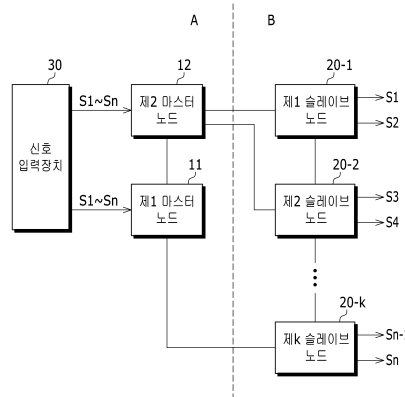 A
B
30
12
20-1
S1~Sn
제2 마스터
노드
제1 슬레이브
노드
S1
S2
신호
입력장치
11
20-2
S1~Sn
제1 마스터
노드
제2 슬레이브
노드
S3
S4
20-k
제k 슬레이브
노드
Sn-
Sn